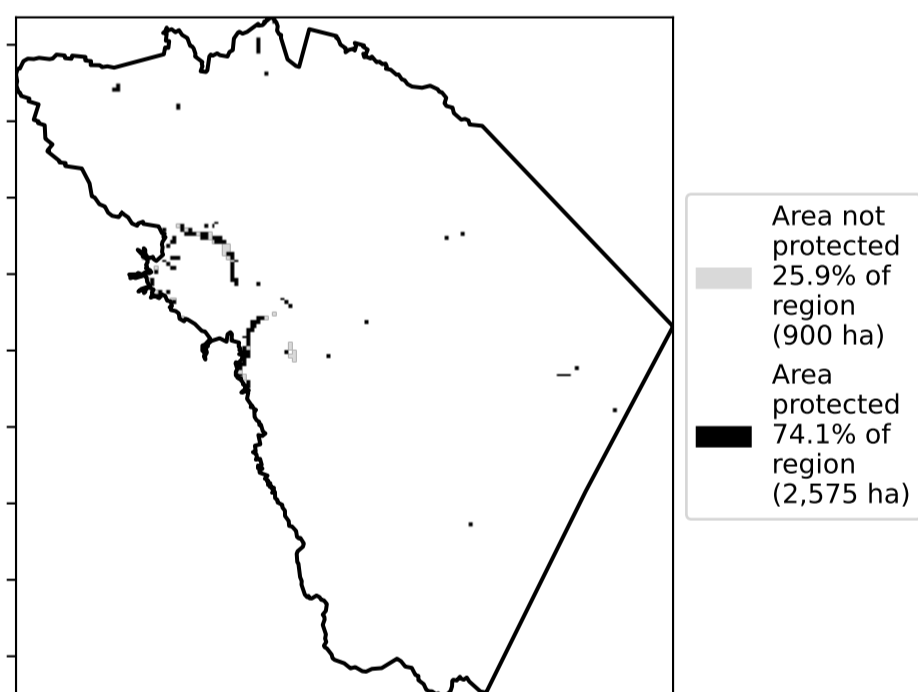 Area not
protected
25.9% of
region
(900 ha)
Area
protected
74.1% of
region
(2,575 ha)